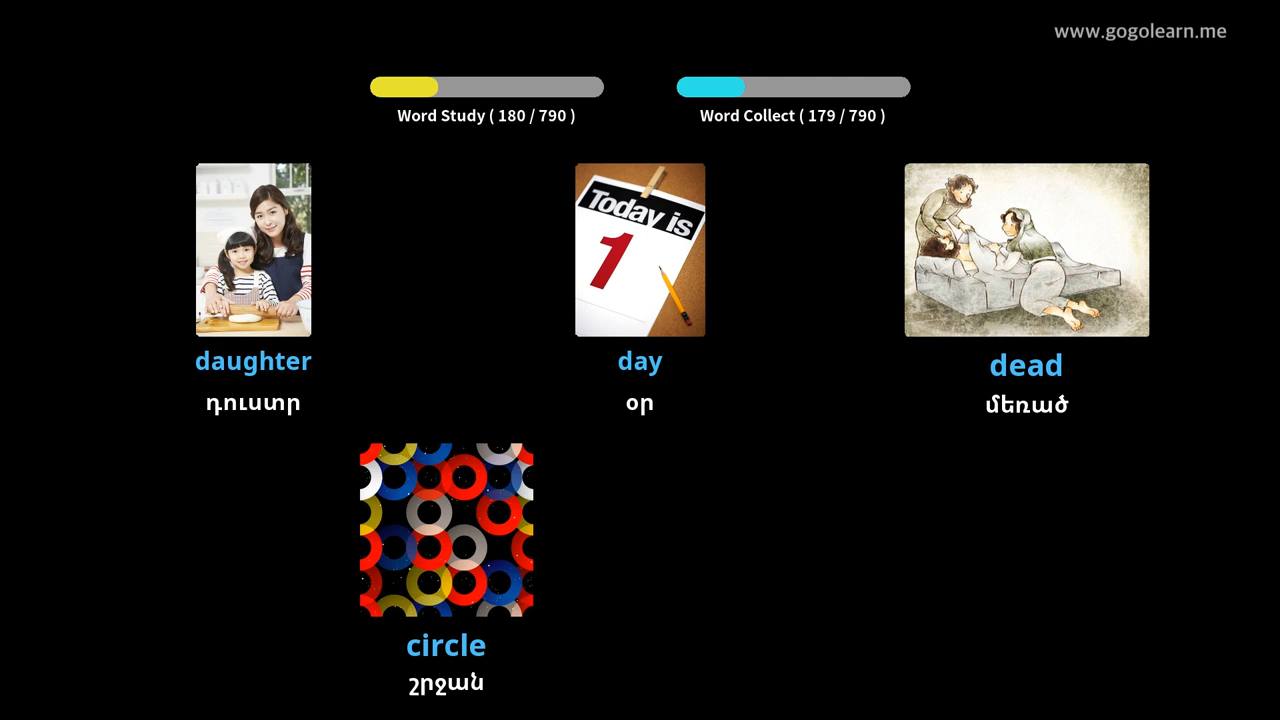 www.gogolearn.me
Word Study ( 180 / 790 )
Word Collect ( 179 / 790 )
Today is
1
daughter
դուստր
day
օր
dead
մեռած
circle
շրջան